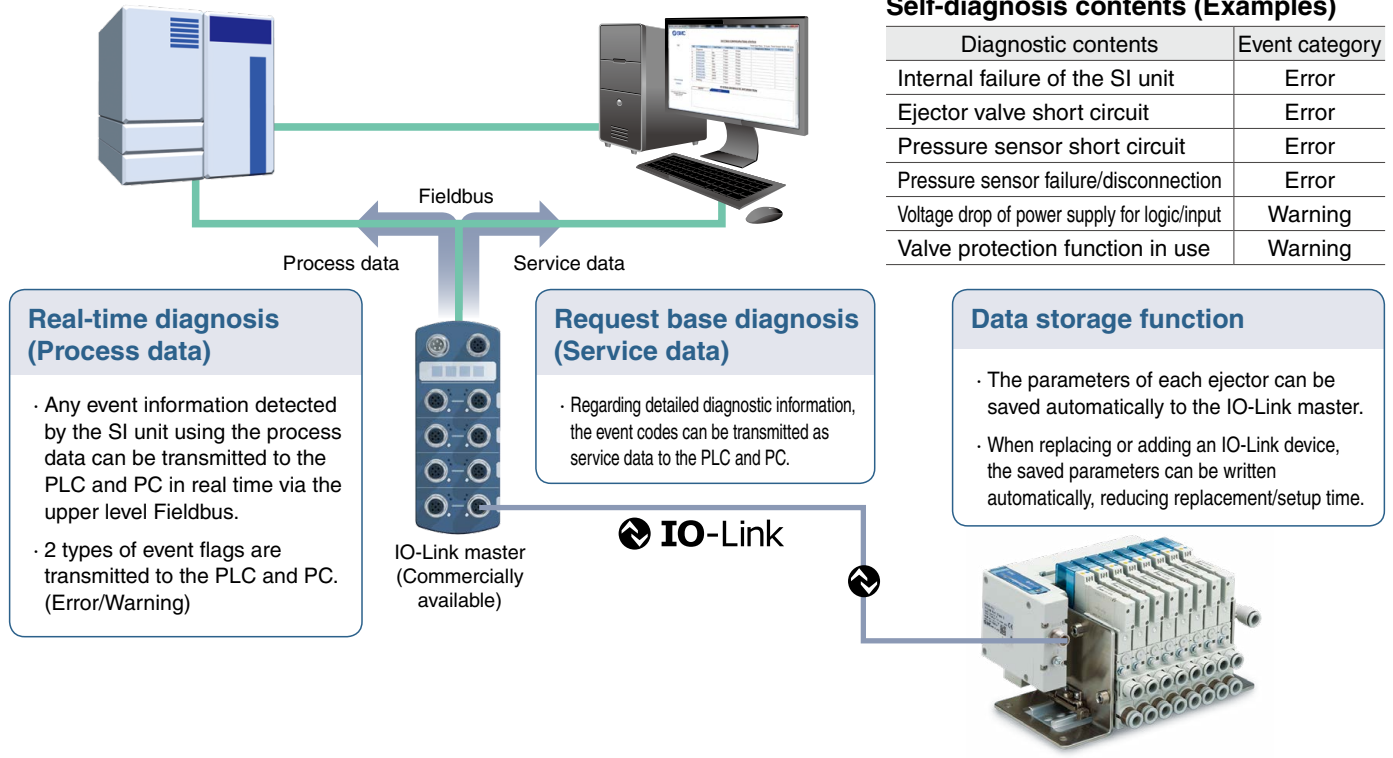 Self-diagnosis contents (Examples)
Diagnostic contents Event category
Internal failure of the SI unit Error
Ejector valve short circuit Error
Pressure sensor short circuit Error
Pressure sensor failure/disconnection Error
Voltage drop of power supply for logic/input Warning
Valve protection function in use Warning
Fieldbus
Process data
Service data
Real-time diagnosis
(Process data)
· Any event information detected
by the SI unit using the process
data can be transmitted to the
PLC and PC in real time via the
upper level Fieldbus.
· 2 types of event flags are
transmitted to the PLC and PC.
(Error/Warning)
IO-Link master
(Commercially
available)
Request base diagnosis
(Service data)
· Regarding detailed diagnostic information,
the event codes can be transmitted as
service data to the PLC and PC.
IO-Link
Data storage function
· The parameters of each ejector can be
saved automatically to the IO-Link master.
· When replacing or adding an IO-Link device,
the saved parameters can be written
automatically, reducing replacement/setup time.